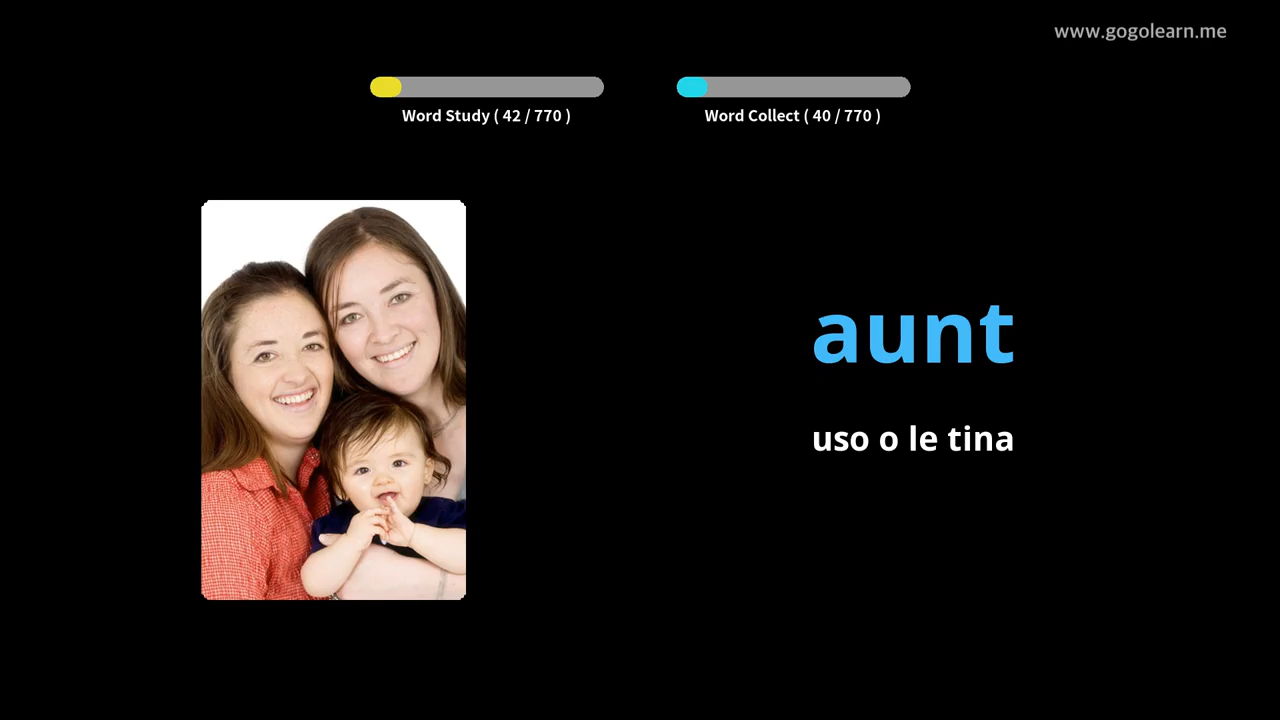 www.gogolearn.me
Word Study ( 42 / 770 )
Word Collect ( 40 / 770 )
aunt
uso o le tina